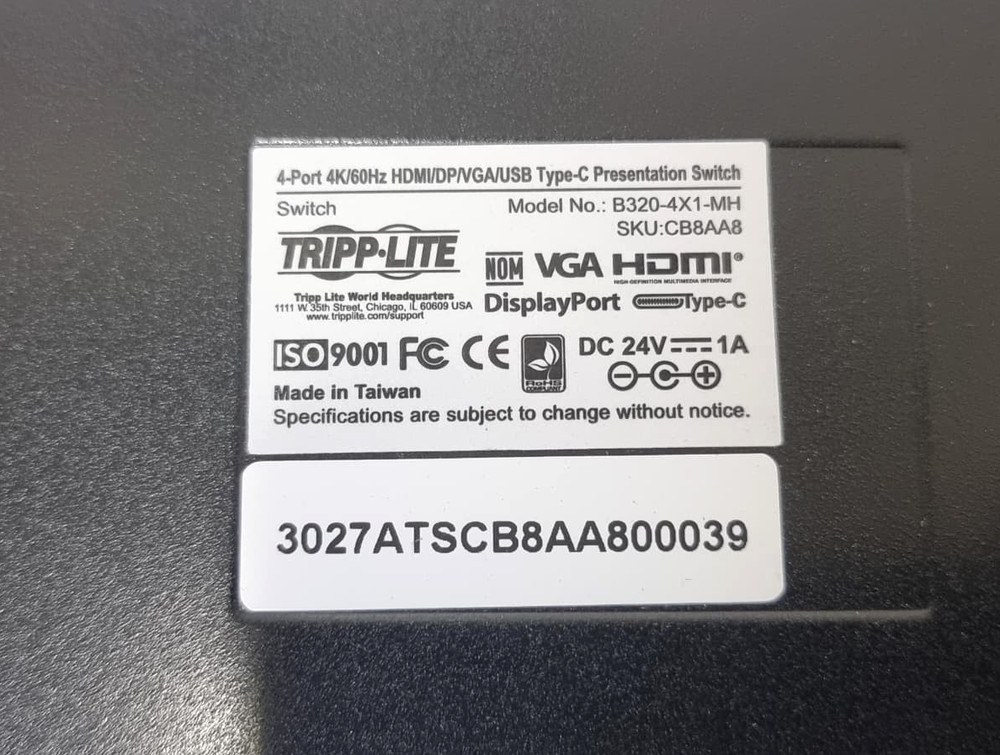 4-Port 4K/60Hz HDMI/DP/VGA/USB Type-C Presentation Switch
Switch
Model No.: B320-4X1-MH
SKU:CB8AA8
TRIPP·LITE
NOM VGA HDMI®
HIGH-DEFINITION MULTIMEDIA INTERFACE
Tripp Lite World Headquarters
1111 W. 35th Street, Chicago, IL 60609 USA
www.tripplite.com/support
DisplayPort Type-C
ISO 9001 FC CE
RoHS
COMPLIANT
DC 24V 1A
Made in Taiwan
Specifications are subject to change without notice.
3027ATSCB8AA800039